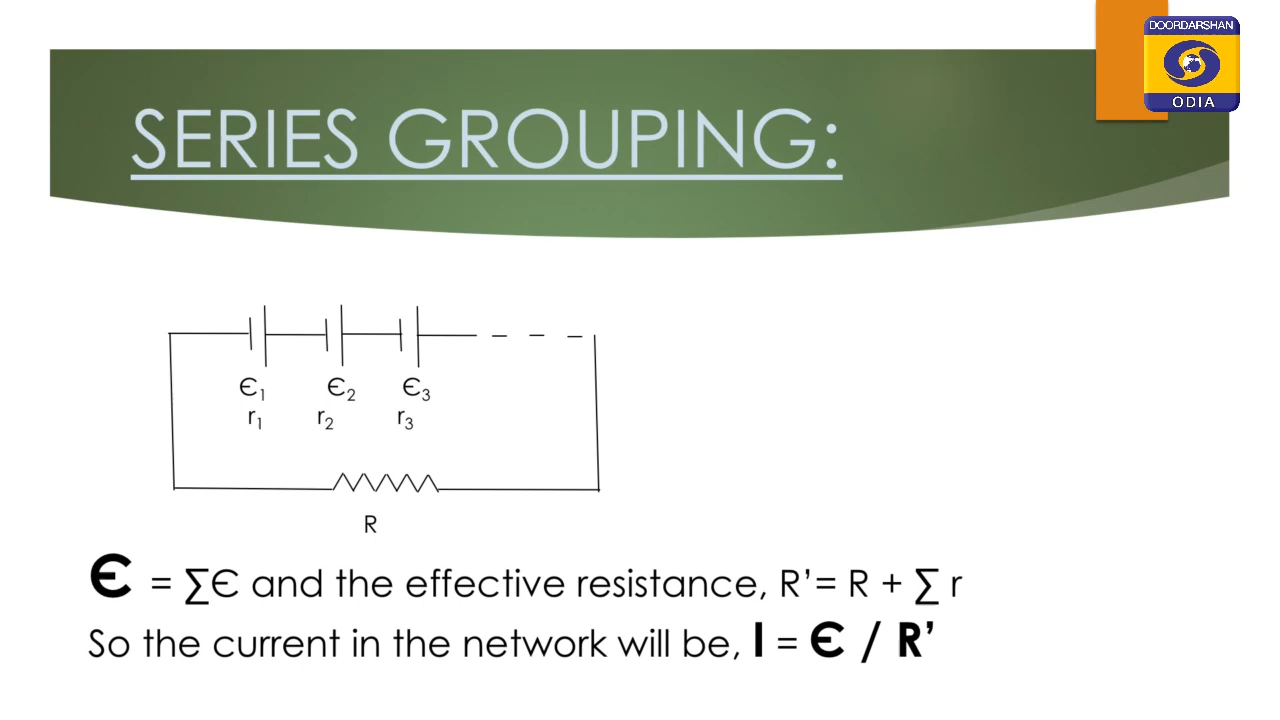 DOORDARSHAN
ODIA
SERIES GROUPING:
Є₁ Є₂ Є₃
r₁ r₂ r₃
R
Є = ∑Є and the effective resistance, R’= R + ∑ r
So the current in the network will be, I = Є / R’